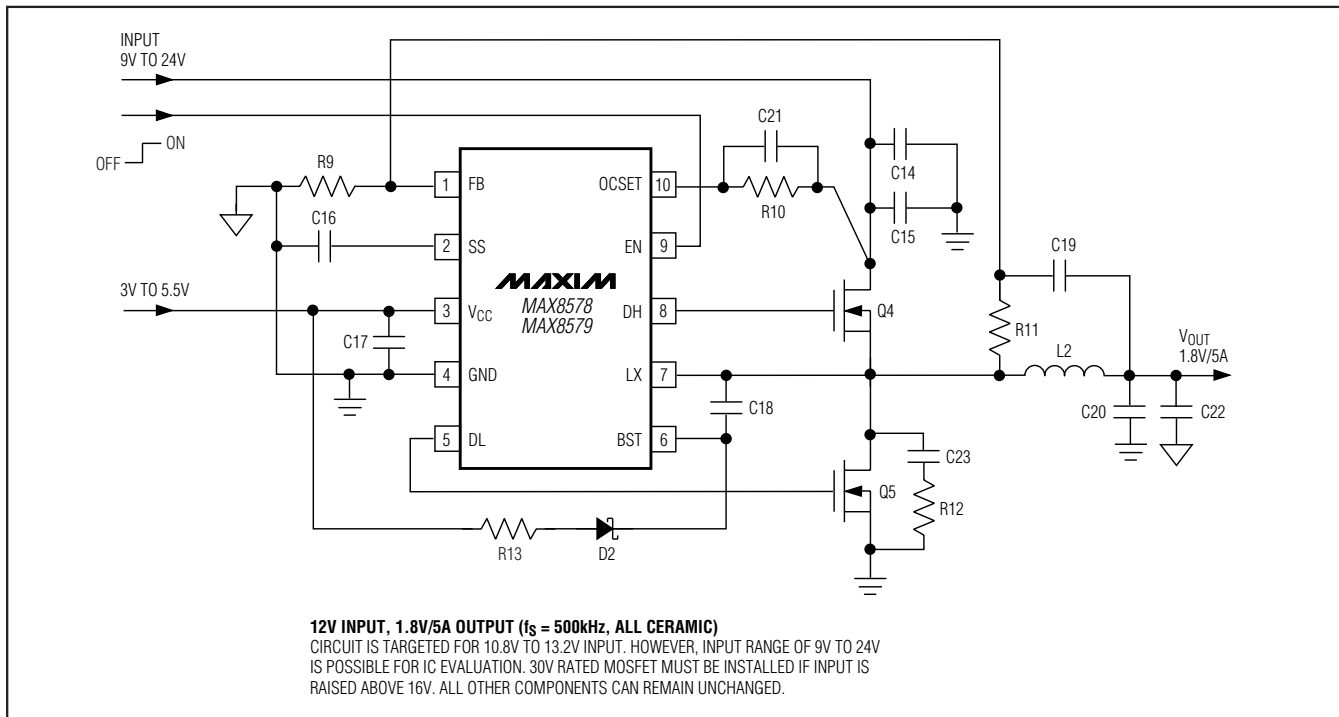 INPUT
9V TO 24V
ON
OFF
3V TO 5.5V
R9
C16
C17
1
FB
2
SS
3
VCC
4
GND
5
DL
MAXIM
MAX8578
MAX8579
OCSET
10
EN
9
DH
8
LX
7
BST
6
C21
R10
C14
C15
Q4
C19
R11
L2
VOUT
1.8V/5A
C20
C22
C18
C23
Q5
R12
R13
D2
12V INPUT, 1.8V/5A OUTPUT (fS = 500kHz, ALL CERAMIC)
CIRCUIT IS TARGETED FOR 10.8V TO 13.2V INPUT. HOWEVER, INPUT RANGE OF 9V TO 24V
IS POSSIBLE FOR IC EVALUATION. 30V RATED MOSFET MUST BE INSTALLED IF INPUT IS
RAISED ABOVE 16V. ALL OTHER COMPONENTS CAN REMAIN UNCHANGED.